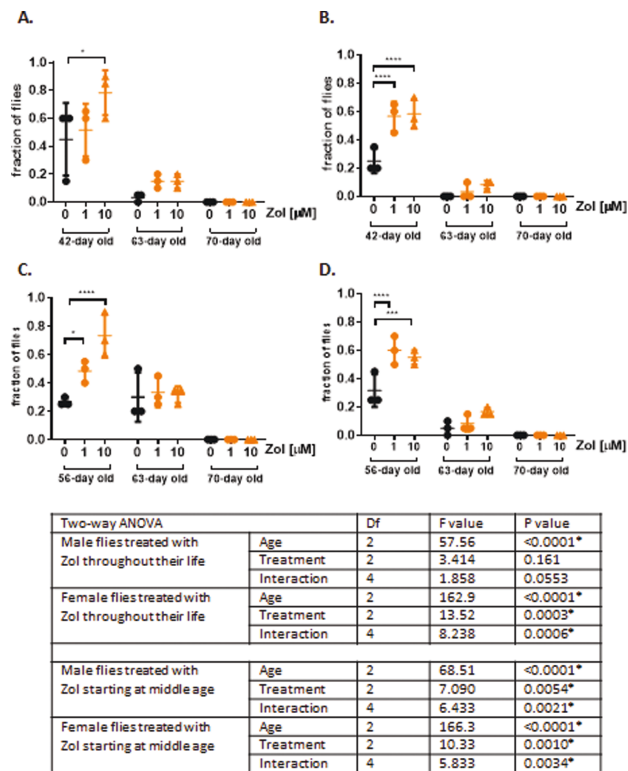 A.
*
fraction of flies
1.0
0.8
0.6
0.4
0.2
0.0
0 1 10 0 1 10 0 1 10 Zol [μM]
42-day old 63-day old 70-day old
B.
****
****
fraction of flies
1.0
0.8
0.6
0.4
0.2
0.0
0 1 10 0 1 10 0 1 10 Zol [μM]
42-day old 63-day old 70-day old
C.
****
*
fraction of flies
1.0
0.8
0.6
0.4
0.2
0.0
0 1 10 0 1 10 0 1 10 Zol [μM]
56-day old 63-day old 70-day old
D.
****
***
fraction of flies
1.0
0.8
0.6
0.4
0.2
0.0
0 1 10 0 1 10 0 1 10 Zol [μM]
56-day old 63-day old 70-day old
Two-way ANOVA Df F value P value
Male flies treated with Age 2 57.56 <0.0001*
Zol throughout their life Treatment 2 3.414 0.161
Interaction 4 1.858 0.0553
Female flies treated with Age 2 162.9 <0.0001*
Zol throughout their life Treatment 2 13.52 0.0003*
Interaction 4 8.238 0.0006*
Male flies treated with Age 2 68.51 <0.0001*
Zol starting at middle age Treatment 2 7.090 0.0054*
Interaction 4 6.433 0.0021*
Female flies treated with Age 2 166.3 <0.0001*
Zol starting at middle age Treatment 2 10.33 0.0010*
Interaction 4 5.833 0.0034*